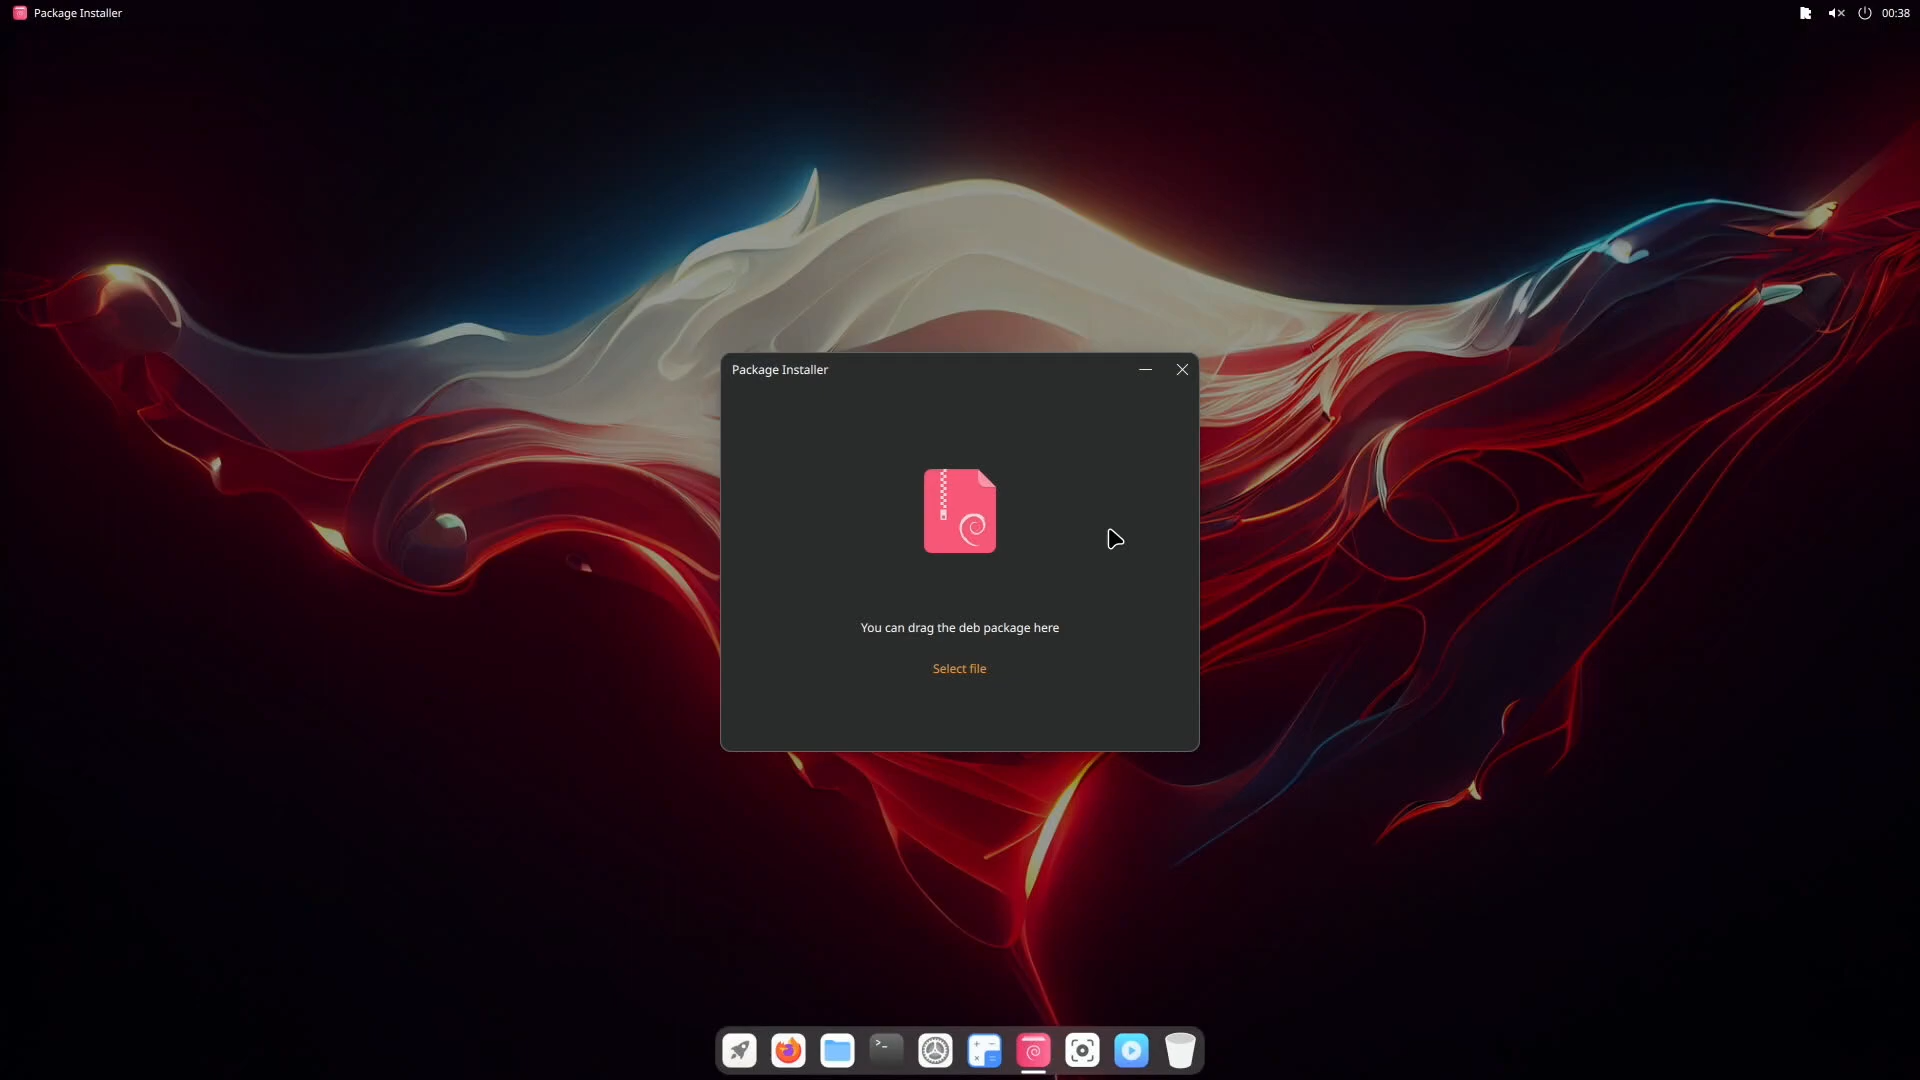 Package Installer
00:38
Package Installer
You can drag the deb package here
Select file